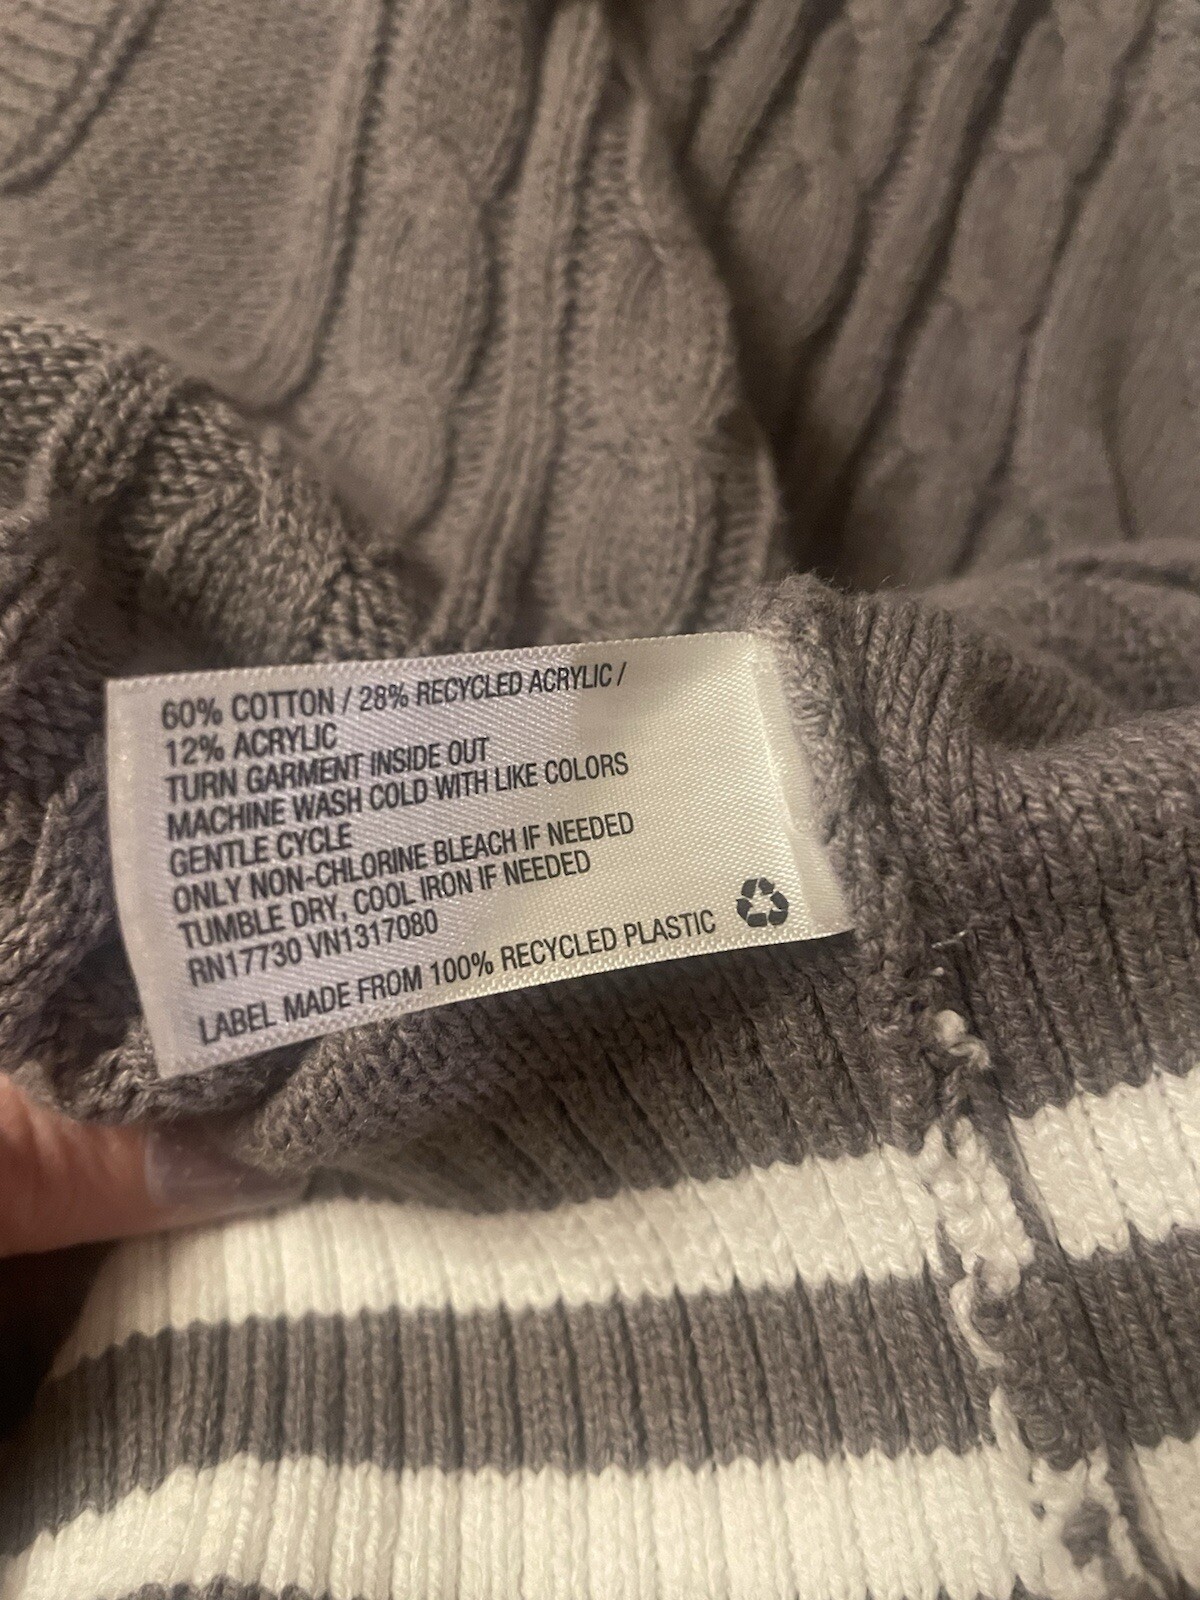 60% COTTON / 28% RECYCLED ACRYLIC /
12% ACRYLIC
TURN GARMENT INSIDE OUT
MACHINE WASH COLD WITH LIKE COLORS
GENTLE CYCLE
ONLY NON-CHLORINE BLEACH IF NEEDED
TUMBLE DRY, COOL IRON IF NEEDED
RN17730 VN1317080
LABEL MADE FROM 100% RECYCLED PLASTIC